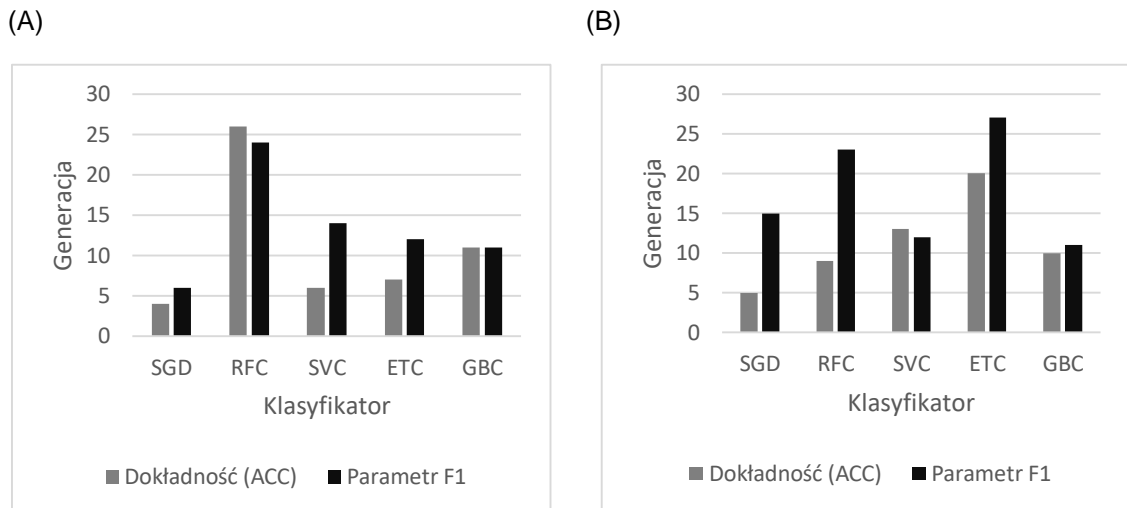 (A)
30
25
20
15
10
5
0
Generacja
SGD RFC SVC ETC GBC
Klasyfikator
Dokładność (ACC) Parametr F1
(B)
30
25
20
15
10
5
0
Generacja
SGD RFC SVC ETC GBC
Klasyfikator
Dokładność (ACC) Parametr F1